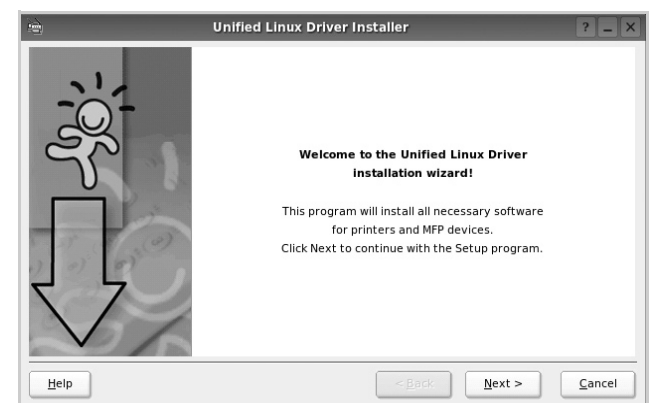 Unified Linux Driver Installer
Welcome to the Unified Linux Driver
installation wizard!
This program will install all necessary software
for printers and MFP devices.
Click Next to continue with the Setup program.
Help
< Back
Next >
Cancel